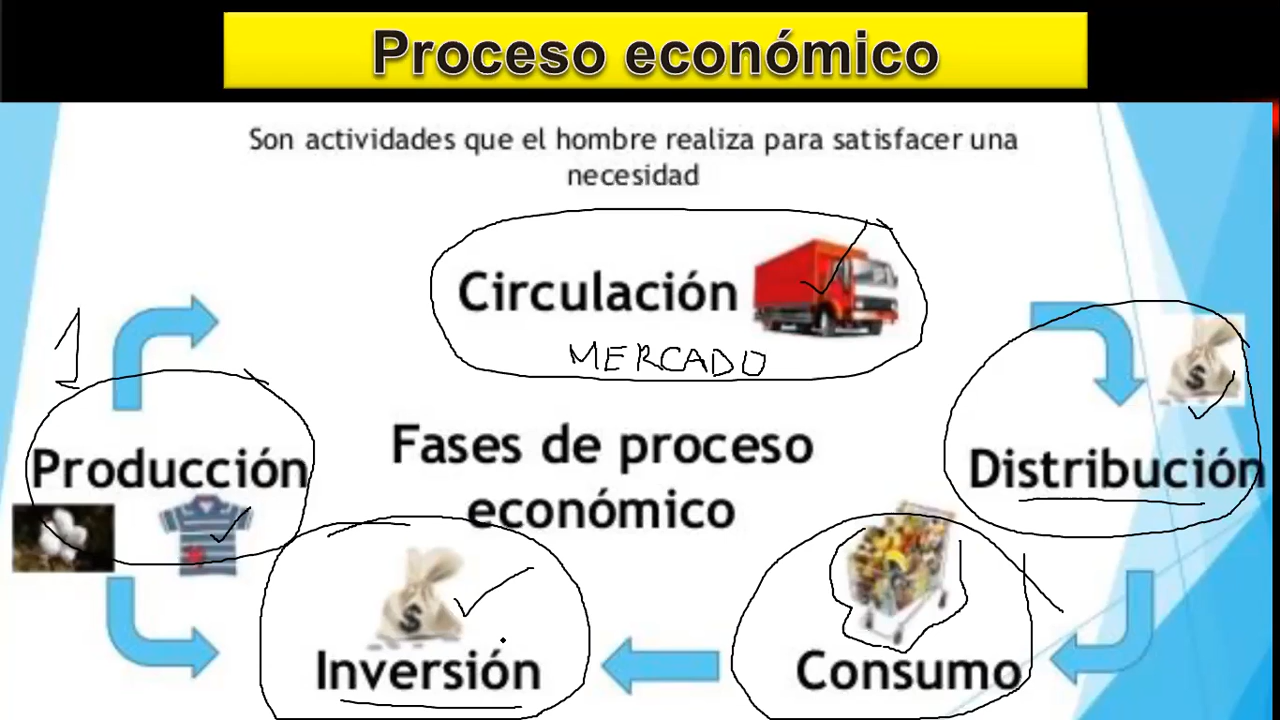 Proceso económico
Son actividades que el hombre realiza para satisfacer una
necesidad
Circulación
MERCADO
1
Producción
Fases de proceso
económico
$
Distribución
$
Inversión
Consumo